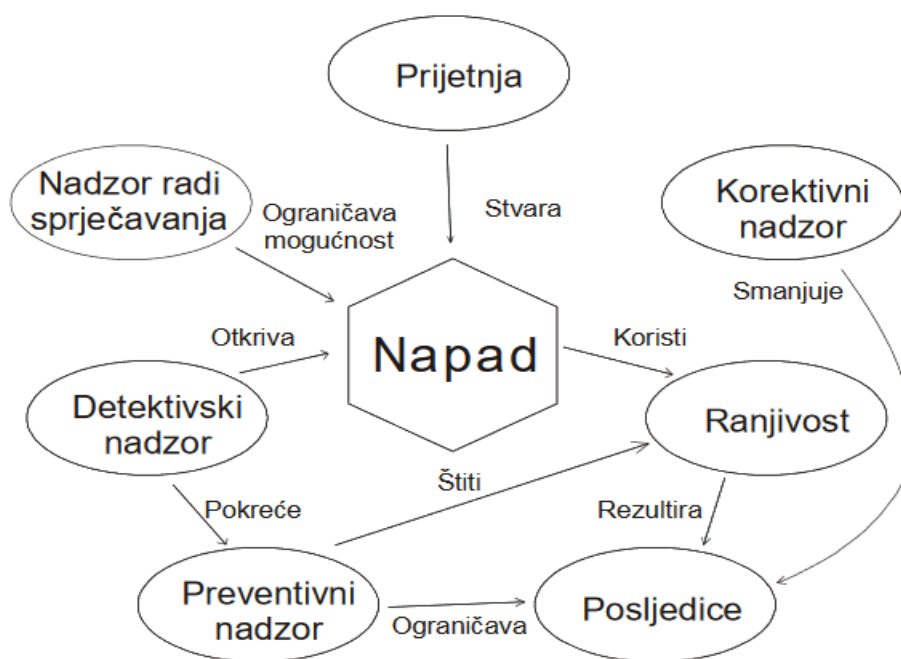 Prijetnja
Nadzor radi
sprječavanja
Korektivni
nadzor
Ograničava
mogućnost
Stvara
Smanjuje
Otkriva
Napad
Koristi
Detektivski
nadzor
Ranjivost
Štiti
Pokreće
Rezultira
Preventivni
nadzor
Ograničava
Posljedice